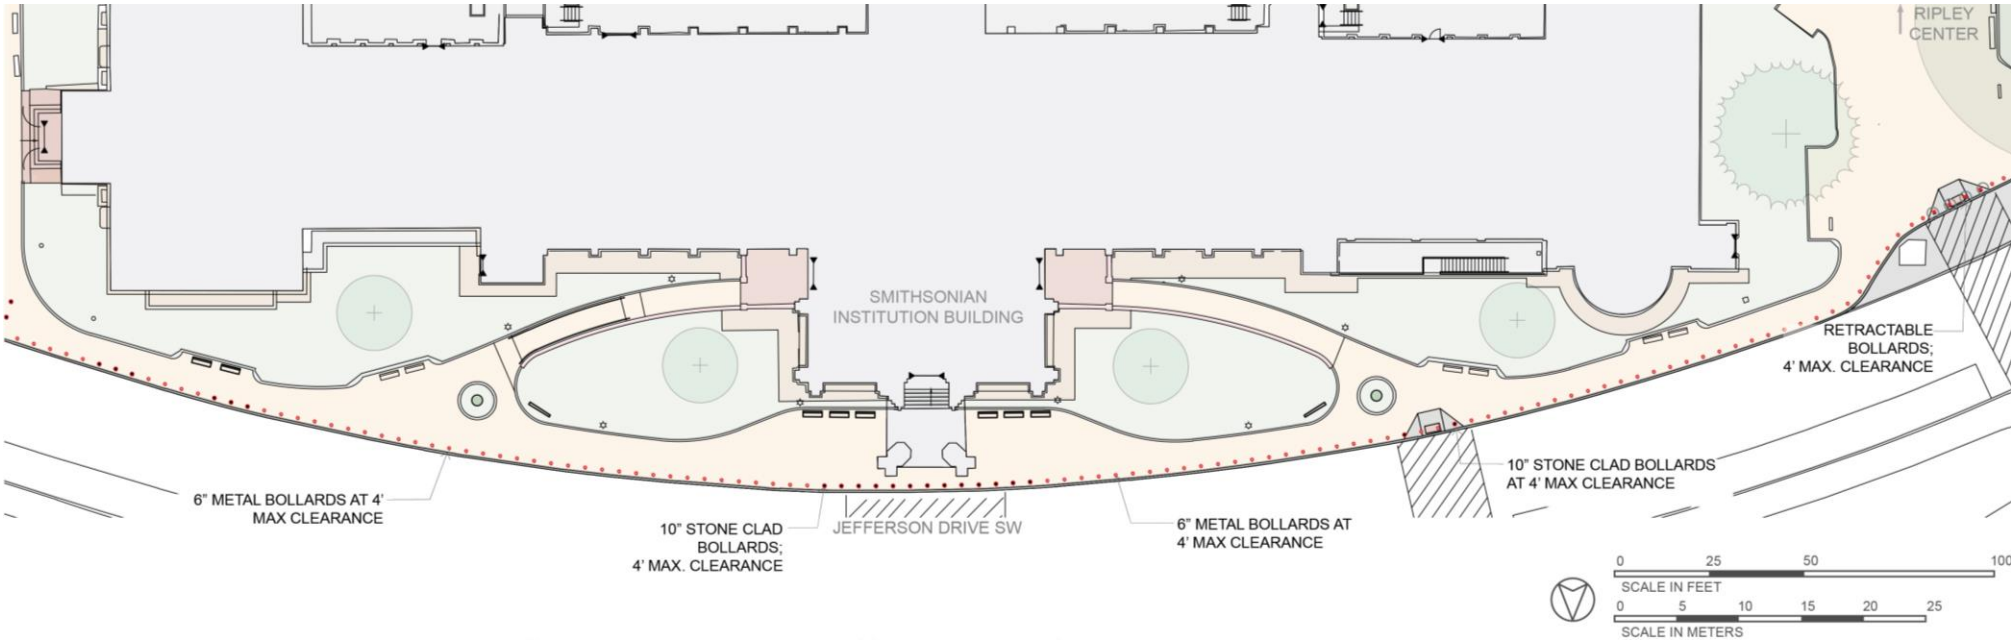 RIPLEY
CENTER
SMITHSONIAN
INSTITUTION BUILDING
RETRACTABLE
BOLLARDS;
4' MAX. CLEARANCE
6" METAL BOLLARDS AT 4'
MAX CLEARANCE
10" STONE CLAD
BOLLARDS;
4' MAX. CLEARANCE
JEFFERSON DRIVE SW
6" METAL BOLLARDS AT
4' MAX CLEARANCE
10" STONE CLAD BOLLARDS
AT 4' MAX CLEARANCE
0 25 50 100
SCALE IN FEET
0 5 10 15 20 25
SCALE IN METERS